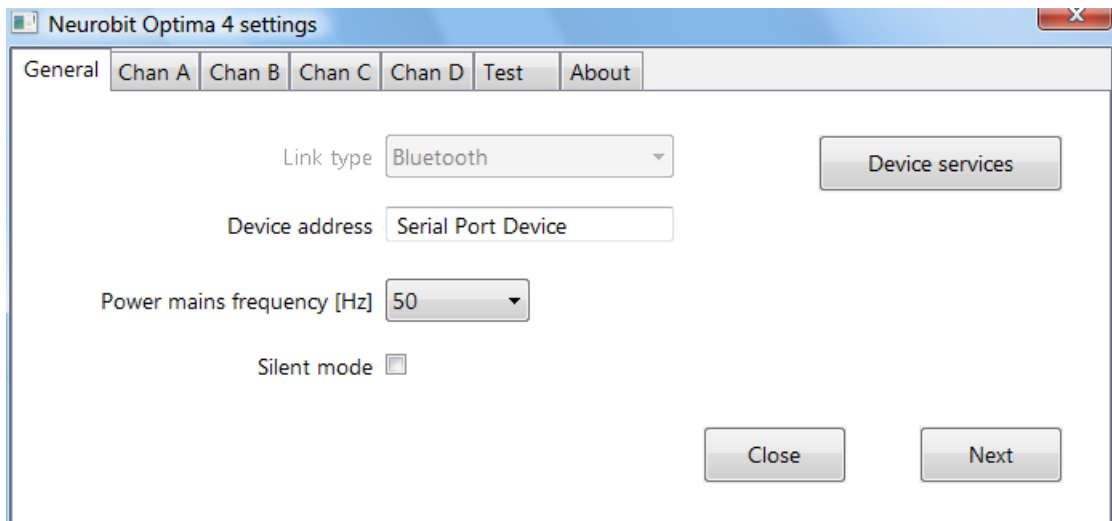 Neurobit Optima 4 settings
X
General Chan A Chan B Chan C Chan D Test About
Link type Bluetooth
Device services
Device address Serial Port Device
Power mains frequency [Hz] 50
Silent mode
Close Next